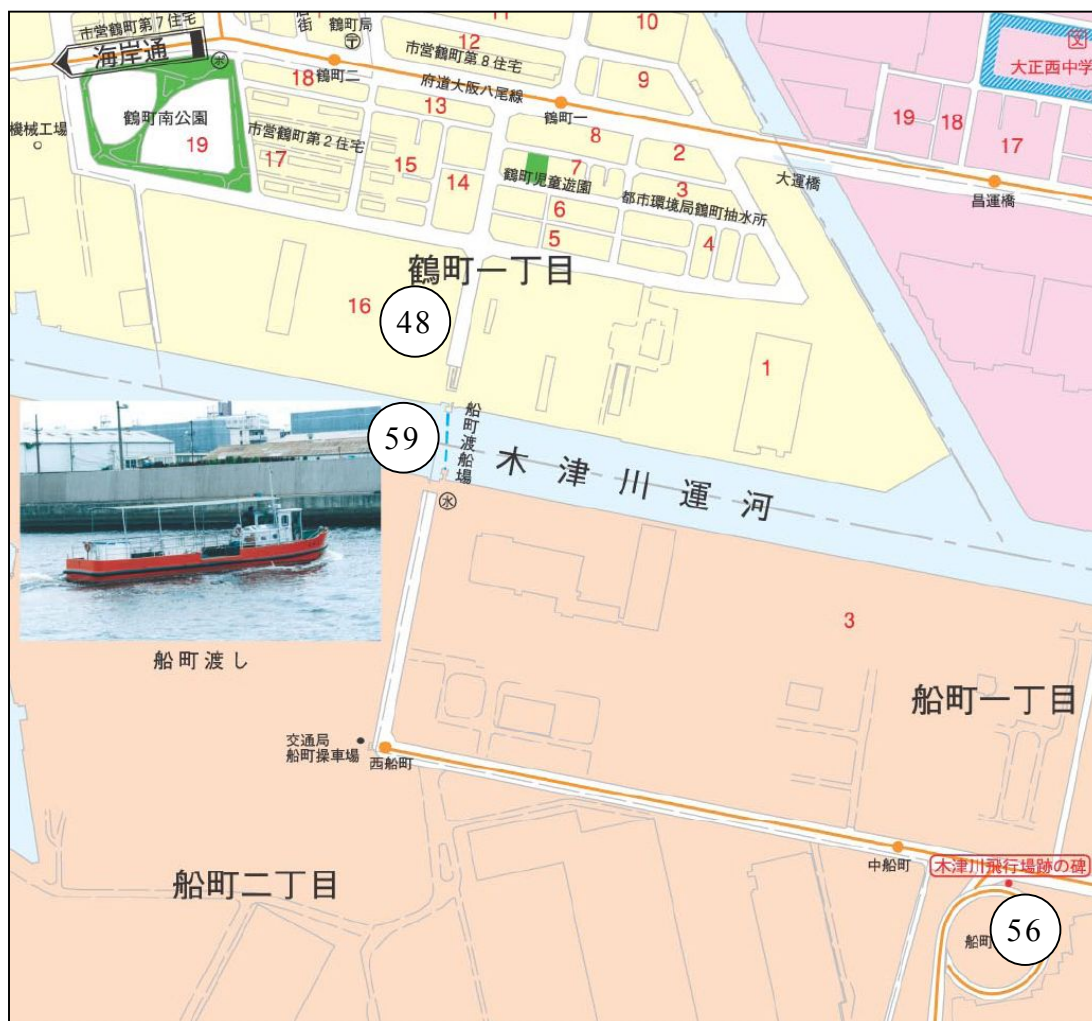 市営鶴町第7住宅
海岸通
鶴町局
〒
11
12
市営鶴町第8住宅
10
9
文
大正西中学
鶴町二
18
府道大阪八尾線
鶴町一
13
8
19
18
17
機械工場
鶴町南公園
19
水
市営鶴町第2住宅
17
15
14
鶴町児童遊園
7
2
3
大運橋
昌運橋
都市環境局鶴町抽水所
6
5
4
鶴町一丁目
16
48
1
59
船町渡船場
木津川運河
水
船町渡し
3
船町一丁目
交通局
船町操車場
西船町
中船町
木津川飛行場跡の碑
船町二丁目
船町
56